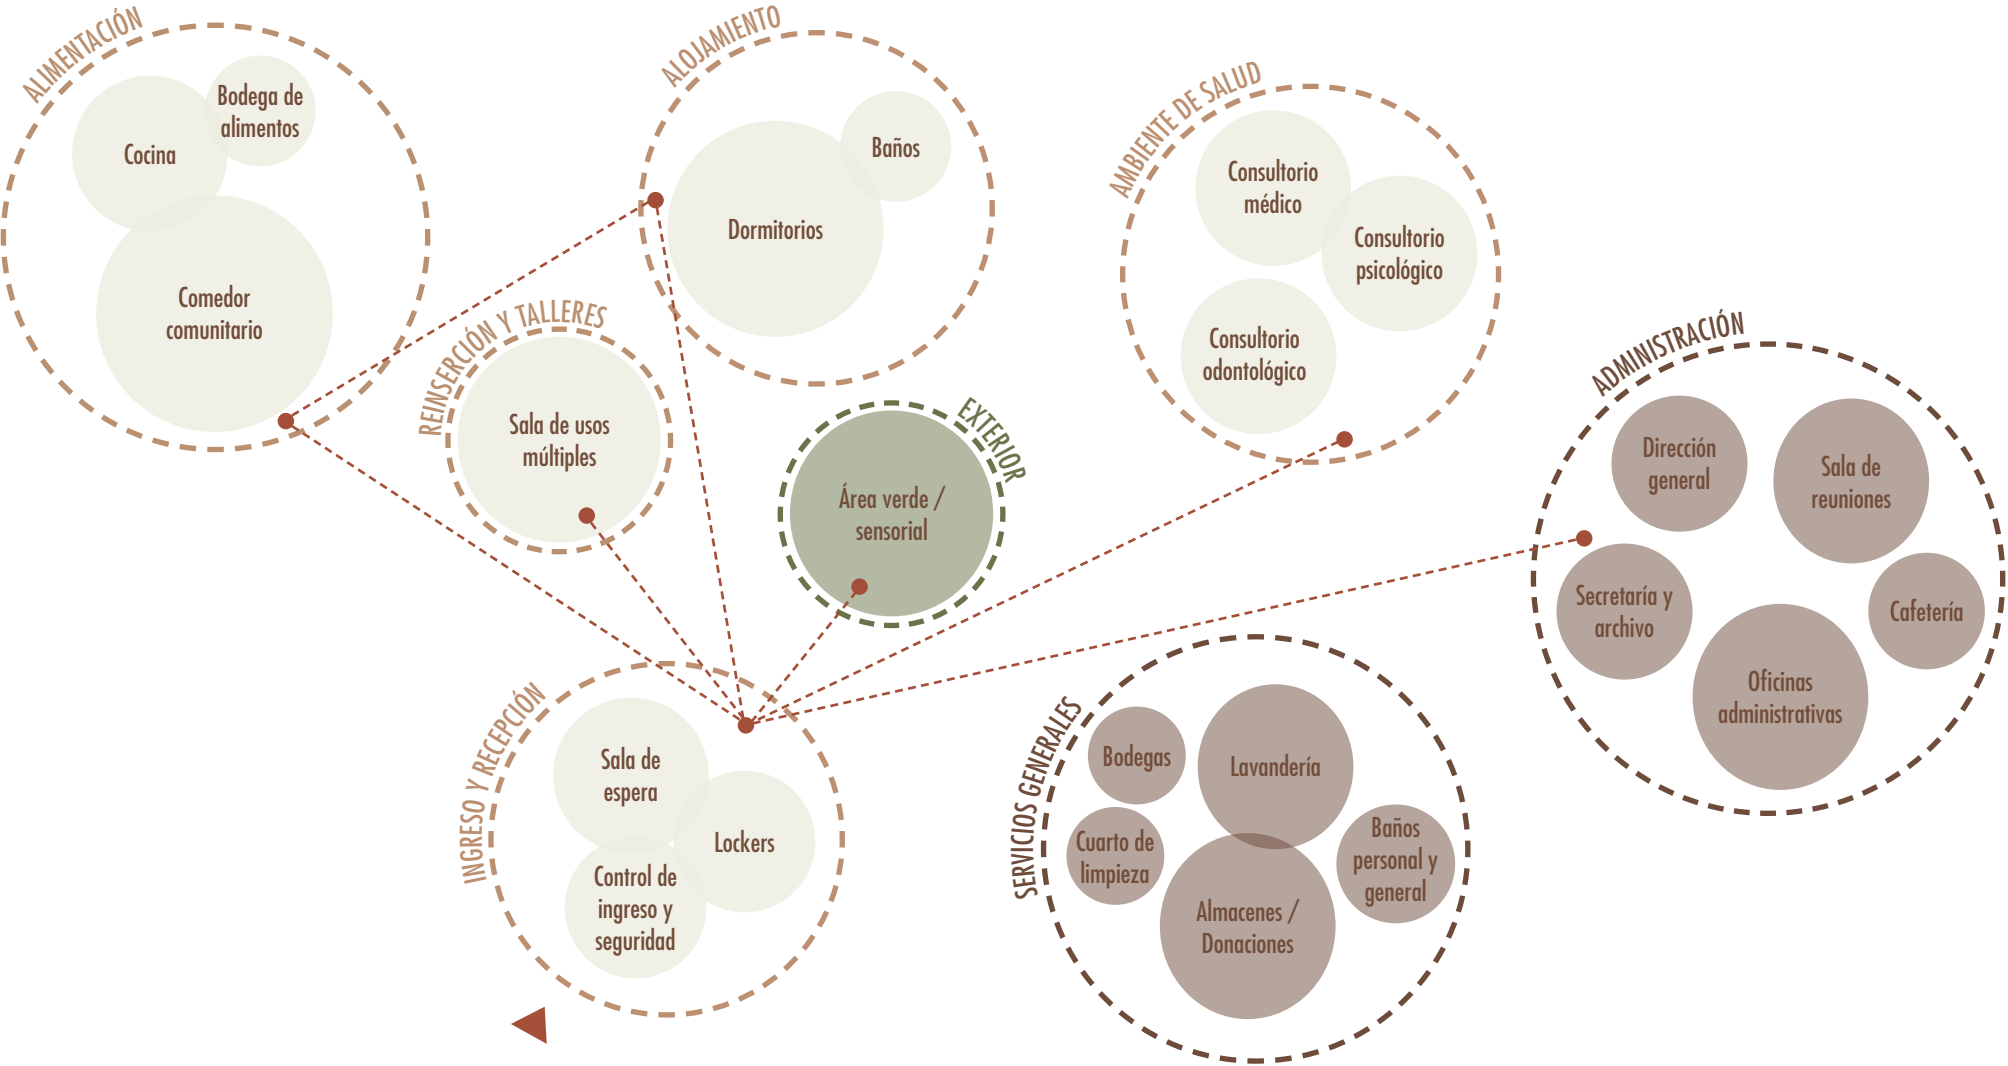 ALIMENTACIÓN
Bodega de
alimentos
Cocina
Comedor
comunitario
ALOJAMIENTO
Baños
Dormitorios
AMBIENTE DE SALUD
Consultorio
médico
Consultorio
psicológico
Consultorio
odontológico
REINSERCIÓN Y TALLERES
Sala de usos
múltiples
EXTERIOR
Área verde /
sensorial
ADMINISTRACIÓN
Dirección
general
Sala de
reuniones
Secretaría y
archivo
Cafetería
Oficinas
administrativas
INGRESO Y RECEPCIÓN
Sala de
espera
Lockers
Control de
ingreso y
seguridad
SERVICIOS GENERALES
Bodegas
Lavandería
Cuarto de
limpieza
Baños
personal y
general
Almacenes /
Donaciones